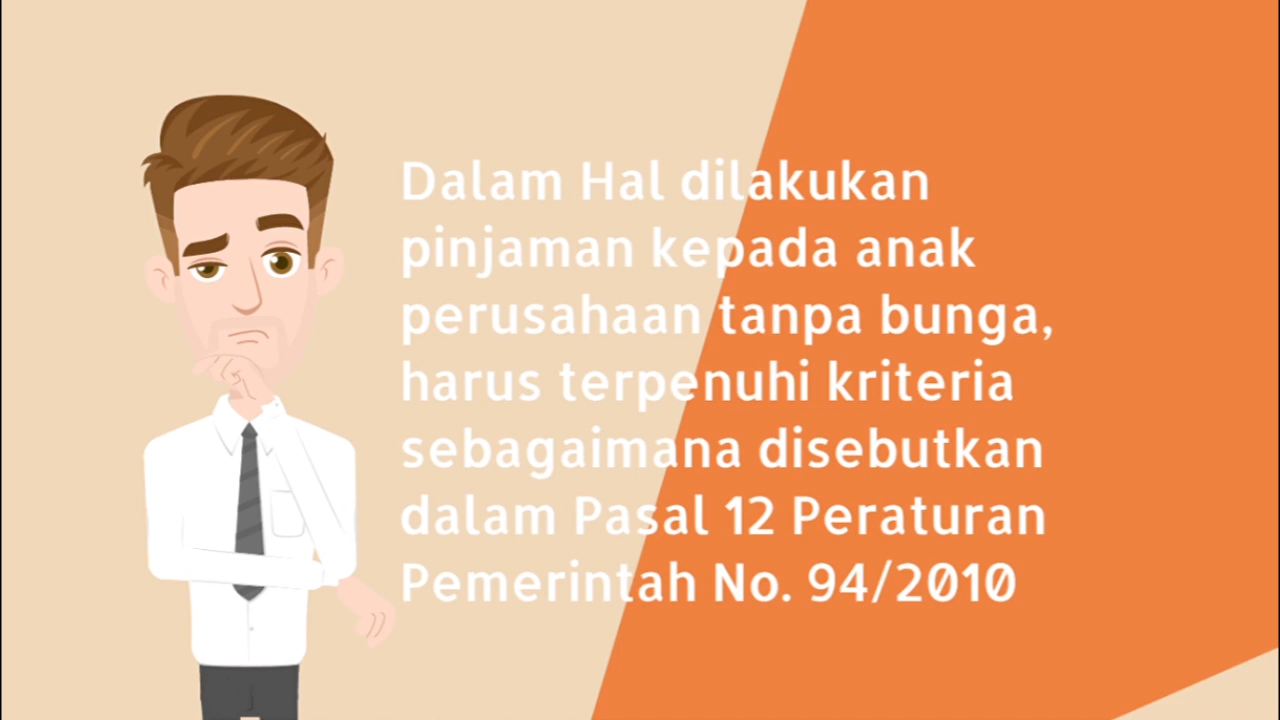 Dalam Hal dilakukan
pinjaman kepada anak
perusahaan tanpa bunga,
harus terpenuhi kriteria
sebagaimana disebutkan
dalam Pasal 12 Peraturan
Pemerintah No. 94/2010